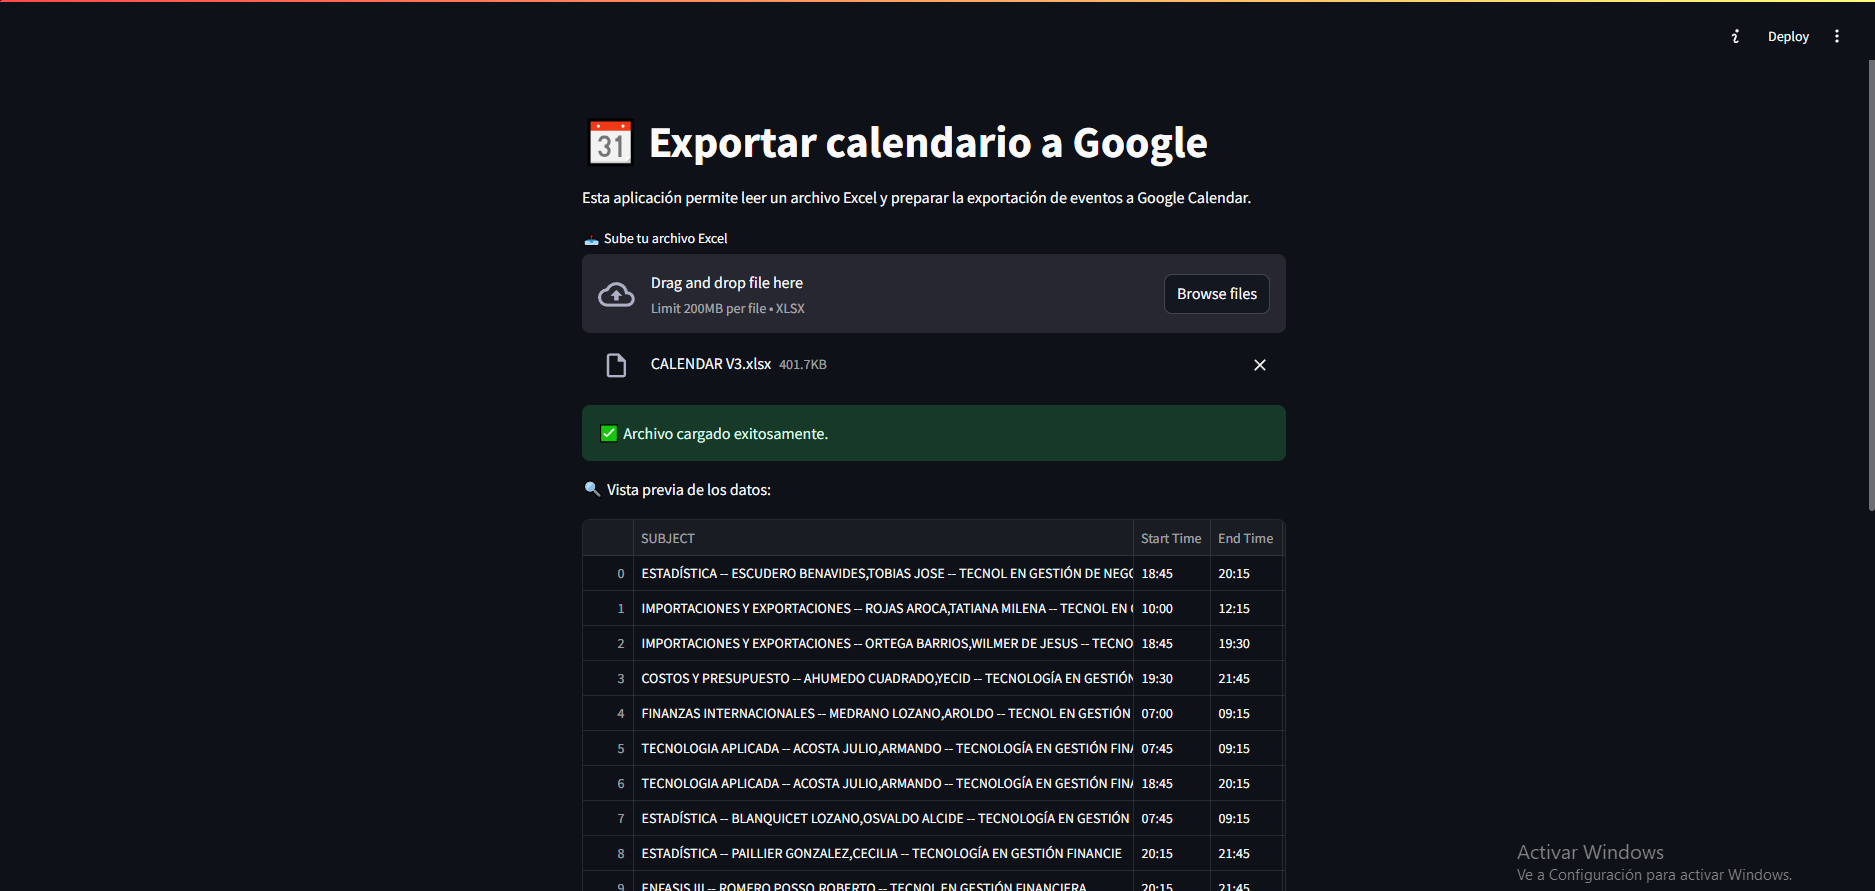 Deploy
31 Exportar calendario a Google
Esta aplicación permite leer un archivo Excel y preparar la exportación de eventos a Google Calendar.
Sube tu archivo Excel
Drag and drop file here
Limit 200MB per file • XLSX
Browse files
CALENDAR V3.xlsx 401.7KB
Archivo cargado exitosamente.
Vista previa de los datos:
SUBJECT Start Time End Time
0 ESTADÍSTICA -- ESCUDERO BENAVIDES,TOBIAS JOSE -- TECNOL EN GESTIÓN DE NEGO 18:45 20:15
1 IMPORTACIONES Y EXPORTACIONES -- ROJAS AROCA,TATIANA MILENA -- TECNOL EN 10:00 12:15
2 IMPORTACIONES Y EXPORTACIONES -- ORTEGA BARRIOS,WILMER DE JESUS -- TECNO 18:45 19:30
3 COSTOS Y PRESUPUESTO -- AHUMEDO CUADRADO,YECID -- TECNOLOGÍA EN GESTIÓN 19:30 21:45
4 FINANZAS INTERNACIONALES -- MEDRANO LOZANO,AROLDO -- TECNOL EN GESTIÓN 07:00 09:15
5 TECNOLOGIA APLICADA -- ACOSTA JULIO,ARMANDO -- TECNOLOGÍA EN GESTIÓN FINA 07:45 09:15
6 TECNOLOGIA APLICADA -- ACOSTA JULIO,ARMANDO -- TECNOLOGÍA EN GESTIÓN FINA 18:45 20:15
7 ESTADÍSTICA -- BLANQUICET LOZANO,OSVALDO ALCIDE -- TECNOLOGÍA EN GESTIÓN 07:45 09:15
8 ESTADÍSTICA -- PAILLIER GONZALEZ,CECILIA -- TECNOLOGÍA EN GESTIÓN FINANCIE 20:15 21:45
9 ENFASIS III -- ROMERO POSSO,ROBERTO -- TECNOL EN GESTIÓN FINANCIERA 20:15 21:45
Activar Windows
Ve a Configuración para activar Windows.